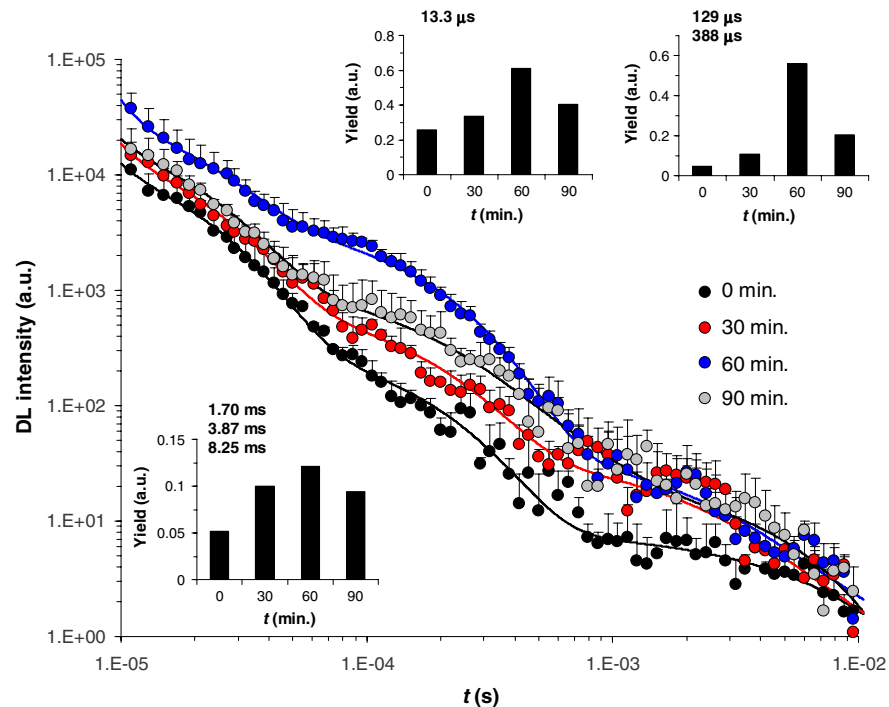 13.3 µs
Yield (a.u.)
0.8
0.6
0.4
0.2
0
0 30 60 90
t (min.)
129 µs
388 µs
Yield (a.u.)
0.6
0.4
0.2
0
0 30 60 90
t (min.)
0 min.
30 min.
60 min.
90 min.
1.70 ms
3.87 ms
8.25 ms
Yield (a.u.)
0.15
0.1
0.05
0
0 30 60 90
t (min.)
DL intensity (a.u.)
1.E+05
1.E+04
1.E+03
1.E+02
1.E+01
1.E+00
1.E-05 1.E-04 1.E-03 1.E-02
t (s)